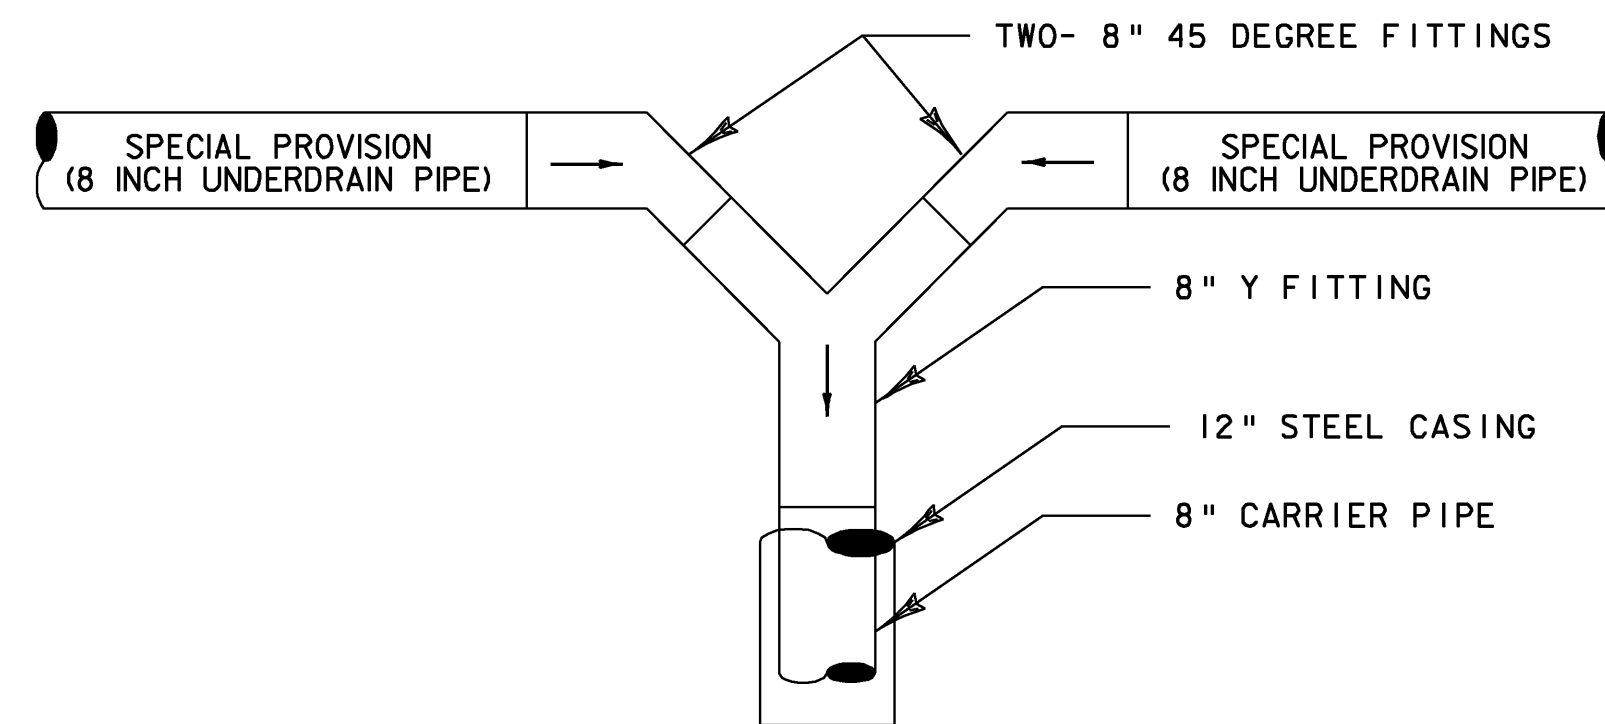 TWO- 8" 45 DEGREE FITTINGS
SPECIAL PROVISION
(8 INCH UNDERDRAIN PIPE)
SPECIAL PROVISION
(8 INCH UNDERDRAIN PIPE)
8" Y FITTING
12" STEEL CASING
8" CARRIER PIPE